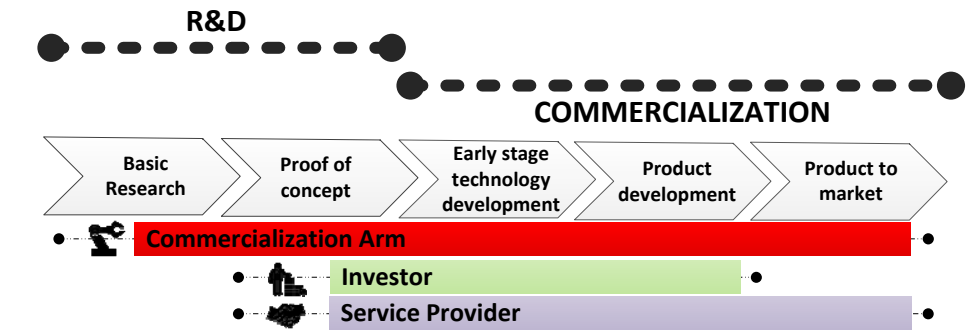 R&D
COMMERCIALIZATION
Basic
Research
Proof of
concept
Early stage
technology
development
Product
development
Product to
market
Commercialization Arm
Investor
Service Provider